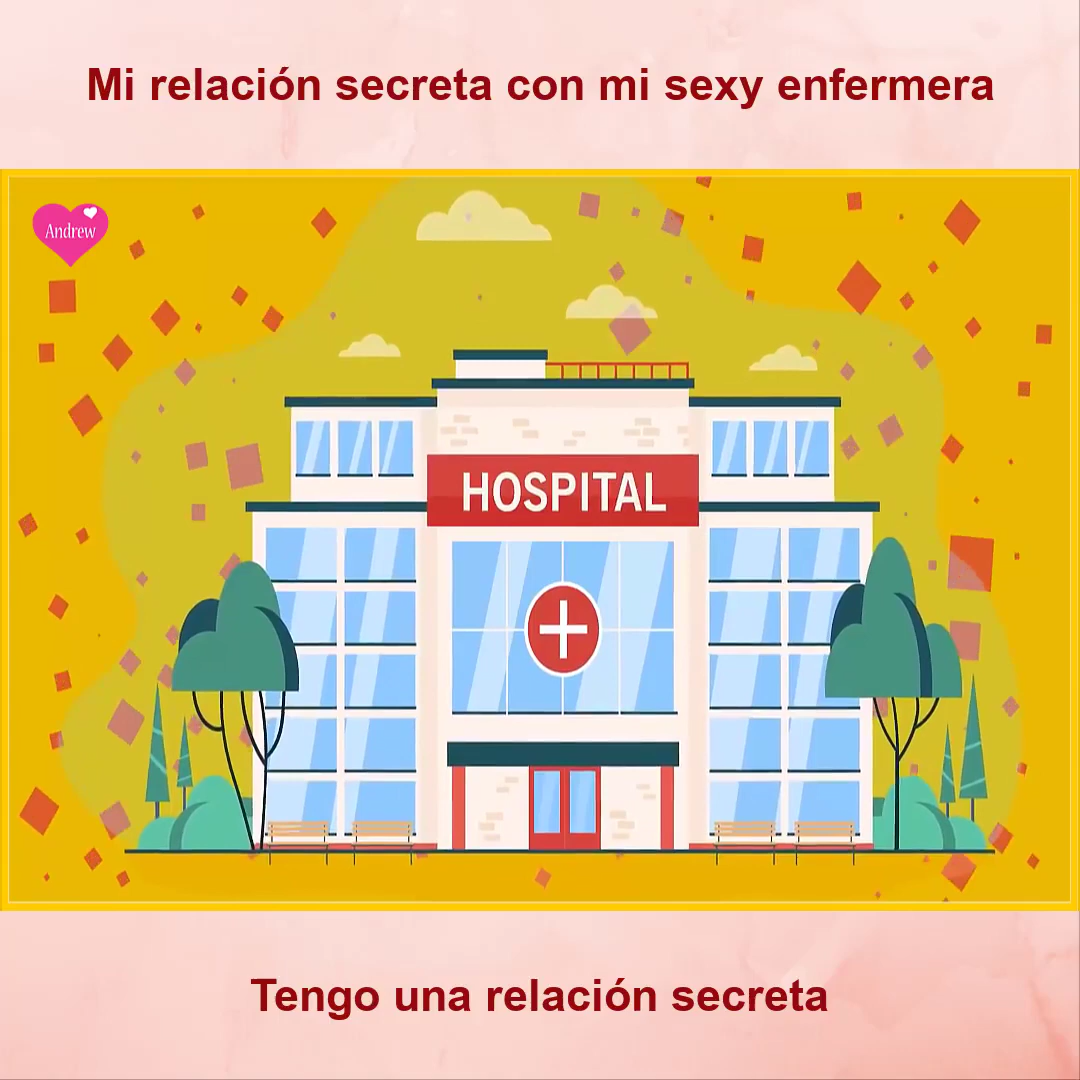 Mi relación secreta con mi sexy enfermera
Andrew
HOSPITAL
Tengo una relación secreta